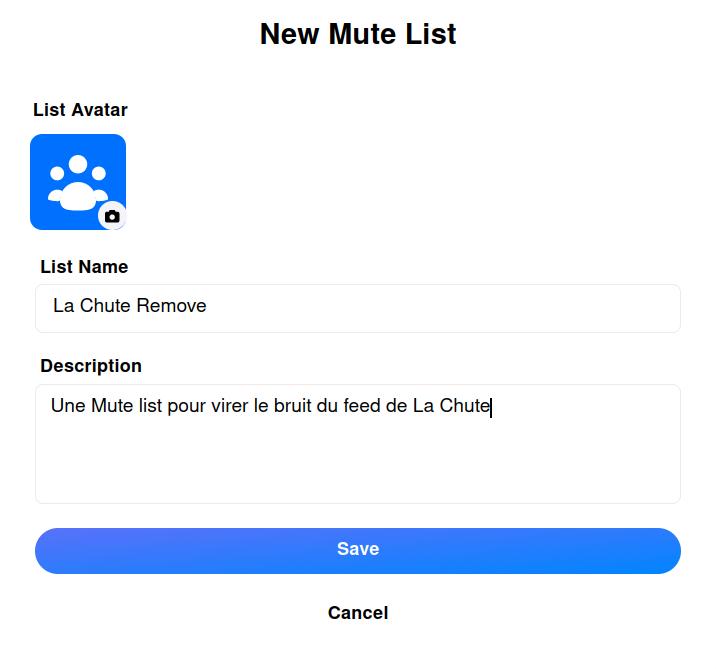 New Mute List
List Avatar
List Name
La Chute Remove
Description
Une Mute list pour virer le bruit du feed de La Chute
Save
Cancel